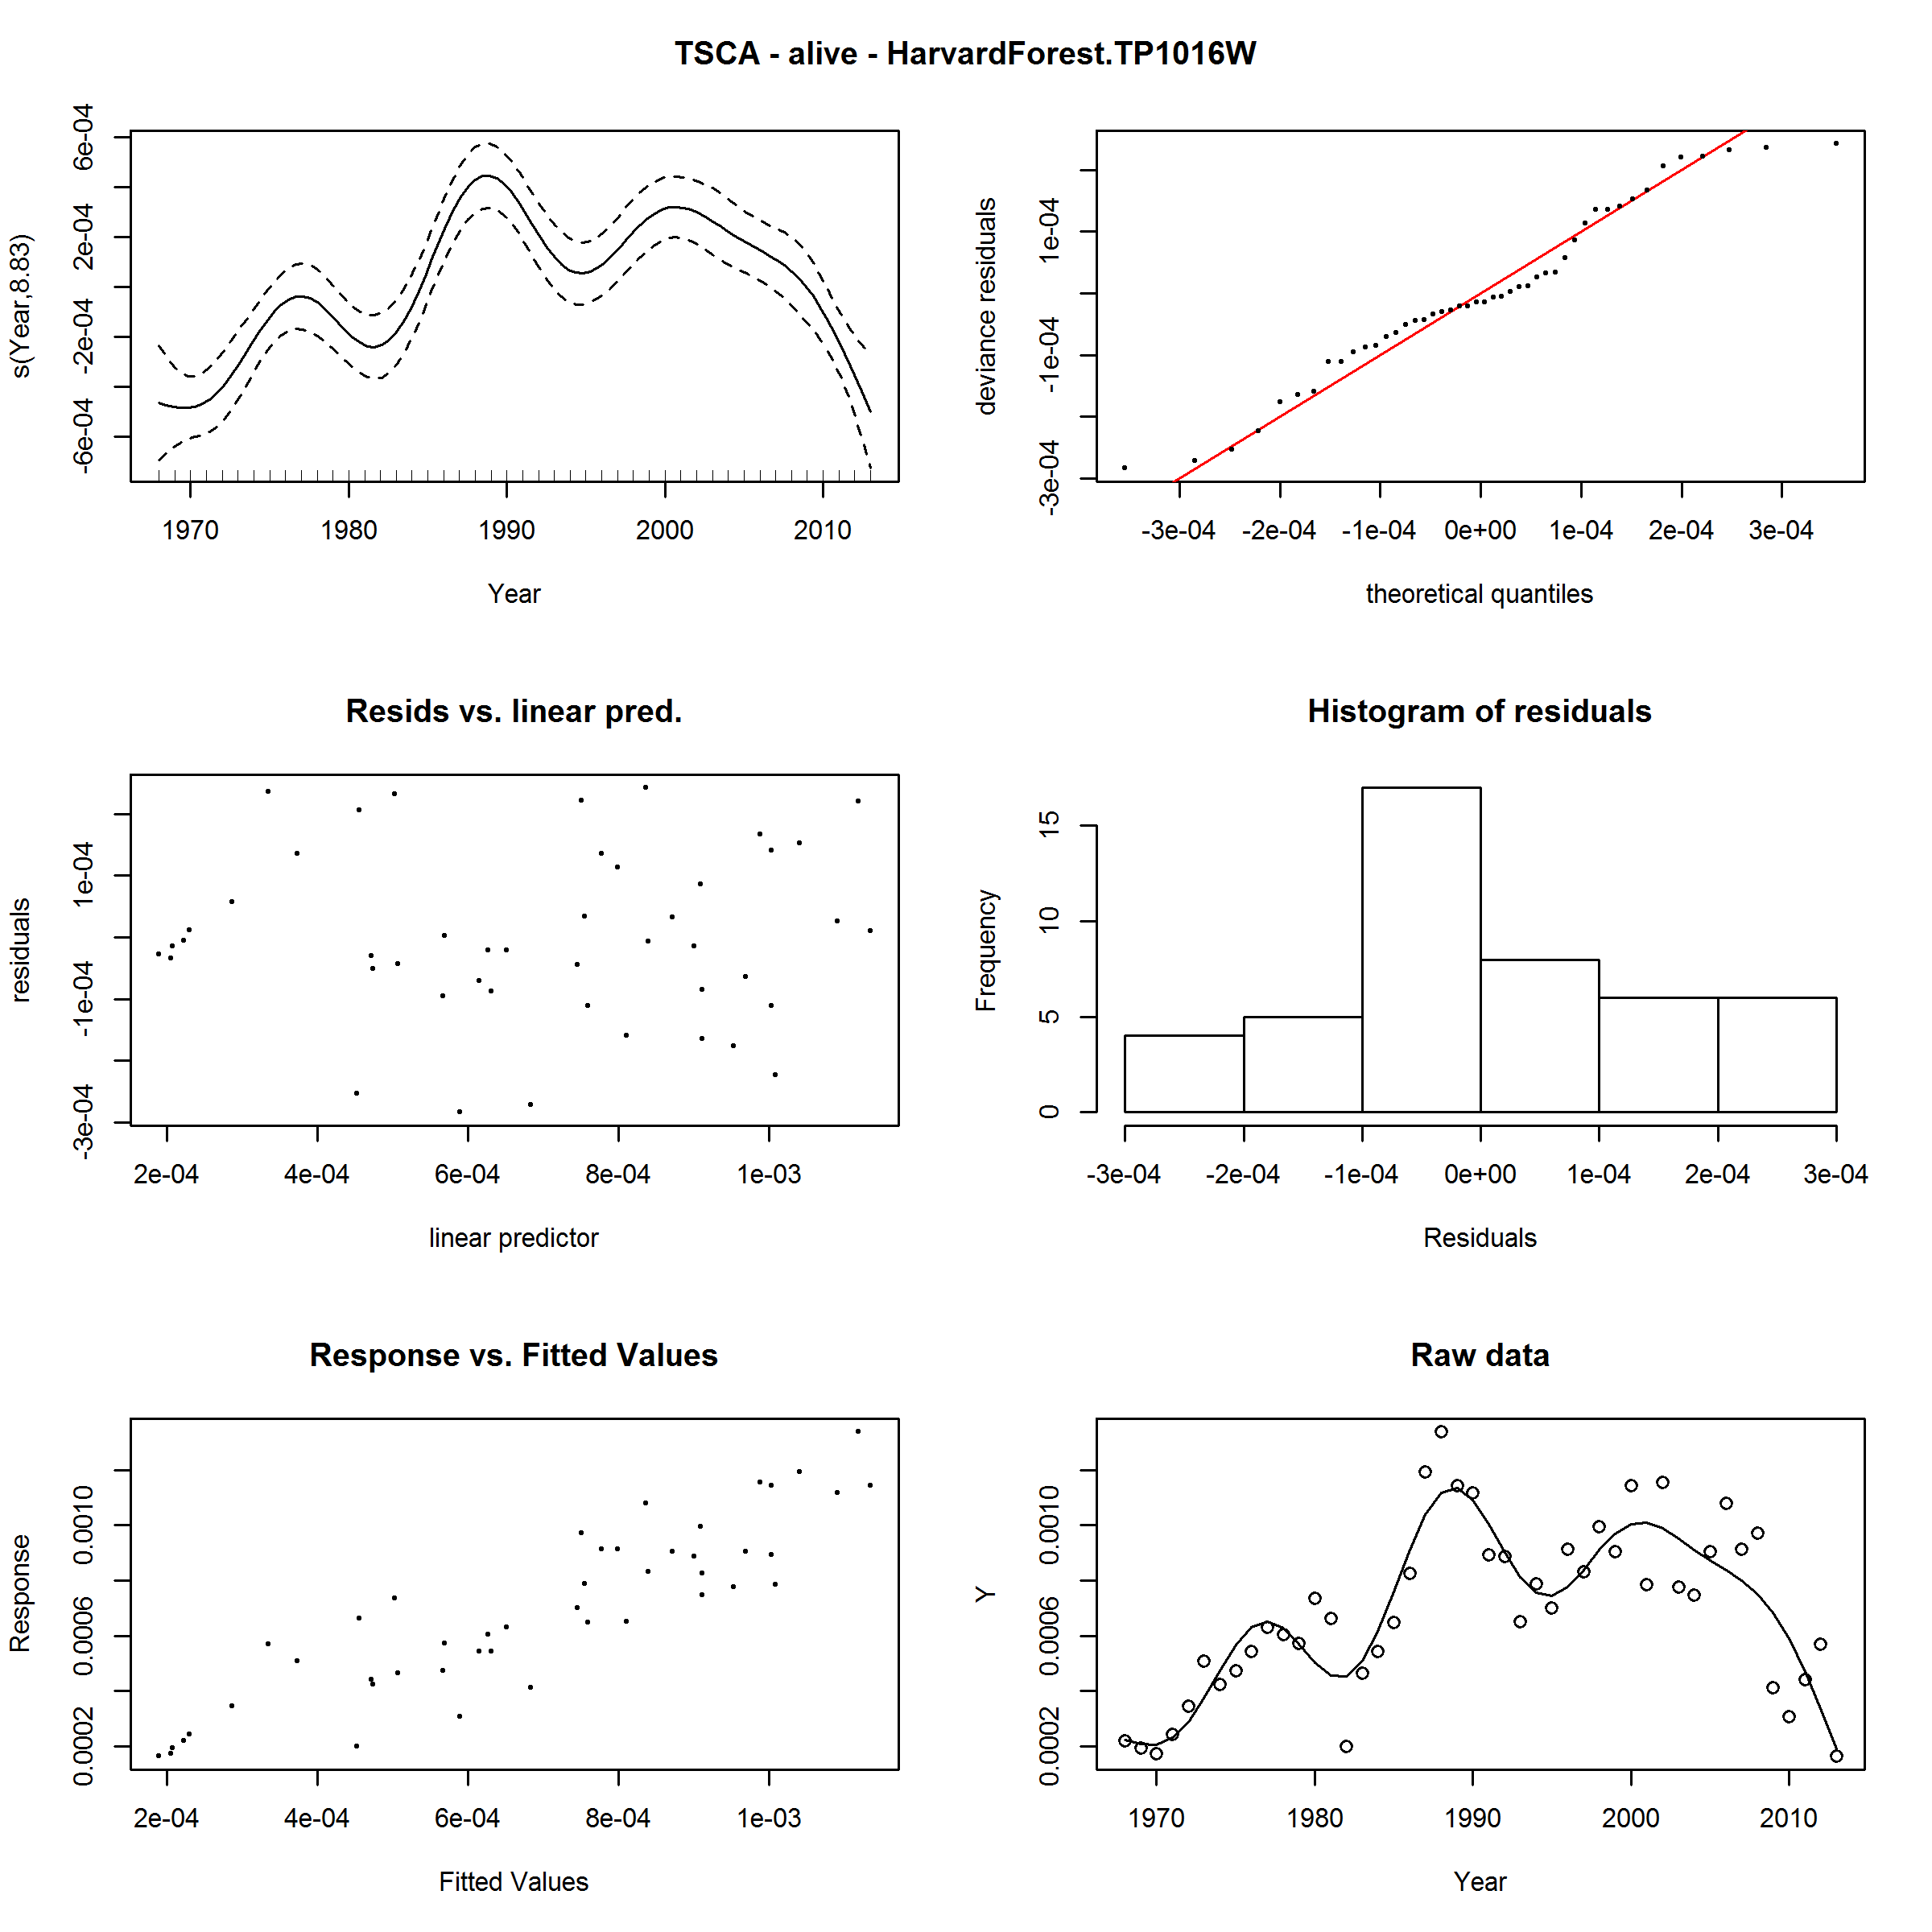 TSCA - alive - HarvardForest.TP1016W
s(Year,8.83)
-6e-04 -2e-04 2e-04 6e-04
1970 1980 1990 2000 2010
Year
deviance residuals
-3e-04 -1e-04 1e-04
-3e-04 -2e-04 -1e-04 0e+00 1e-04 2e-04 3e-04
theoretical quantiles
Resids vs. linear pred.
residuals
-3e-04 -1e-04 1e-04
2e-04 4e-04 6e-04 8e-04 1e-03
linear predictor
Histogram of residuals
Frequency
0 5 10 15
-3e-04 -2e-04 -1e-04 0e+00 1e-04 2e-04 3e-04
Residuals
Response vs. Fitted Values
Response
0.0002 0.0006 0.0010
2e-04 4e-04 6e-04 8e-04 1e-03
Fitted Values
Raw data
Y
0.0002 0.0006 0.0010
1970 1980 1990 2000 2010
Year